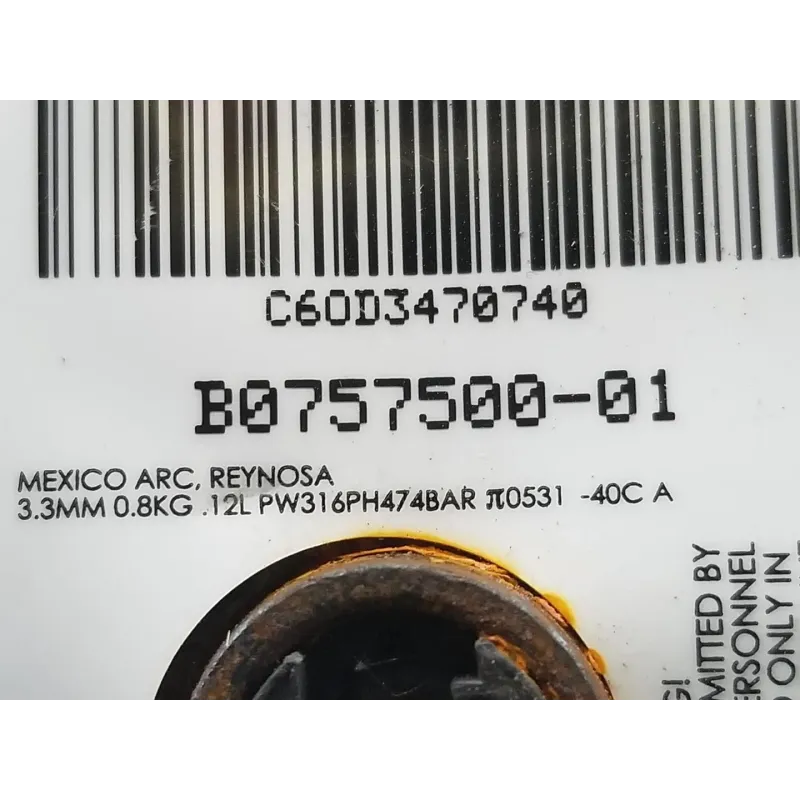 C60D3470740
B0757500-01
MEXICO ARC, REYNOSA
3.3MM 0.8KG .12L PW316PH474BAR π0531 -40C A
G!
MITTED BY
ERSONNEL
ONLY IN